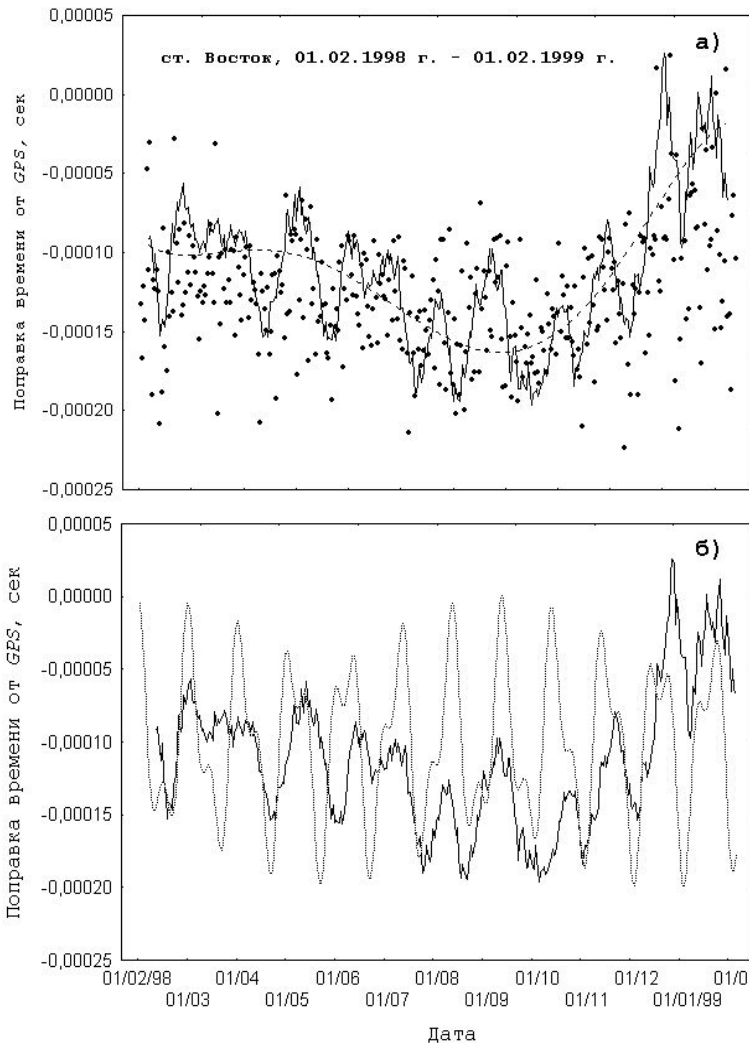 0,00005
а)
ст. Восток, 01.02.1998 г. - 01.02.1999 г.
0,00000
-0,00005
-0,00010
-0,00015
-0,00020
-0,00025
Поправка времени от GPS, сек
0,00005
б)
0,00000
-0,00005
-0,00010
-0,00015
-0,00020
-0,00025
Поправка времени от GPS, сек
01/02/98 01/04 01/06 01/08 01/10 01/12 01/0
01/03 01/05 01/07 01/09 01/11 01/01/99
Дата